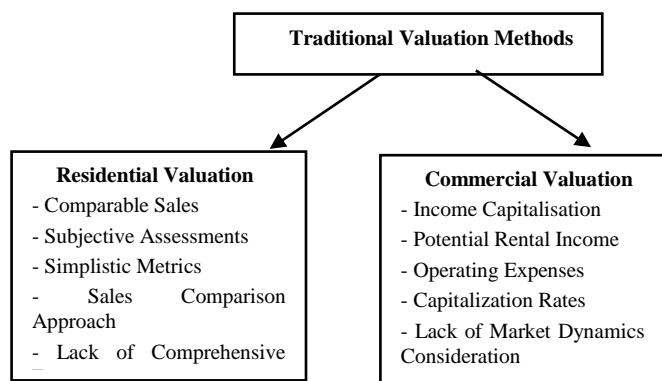 Traditional Valuation Methods
Residential Valuation
- Comparable Sales
- Subjective Assessments
- Simplistic Metrics
- Sales Comparison
Approach
- Lack of Comprehensive
Commercial Valuation
- Income Capitalisation
- Potential Rental Income
- Operating Expenses
- Capitalization Rates
- Lack of Market Dynamics
Consideration